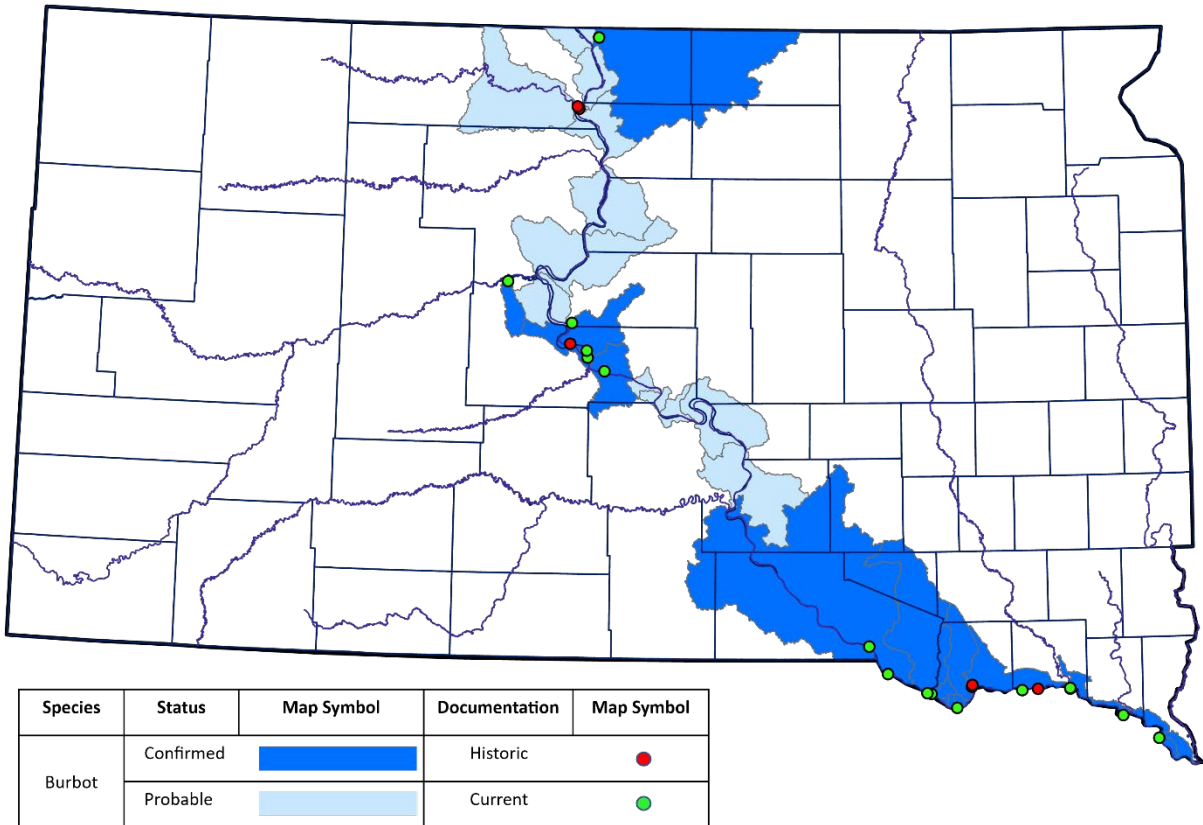 Species Status Map Symbol Documentation Map Symbol
Burbot
Confirmed Historic
Probable Current